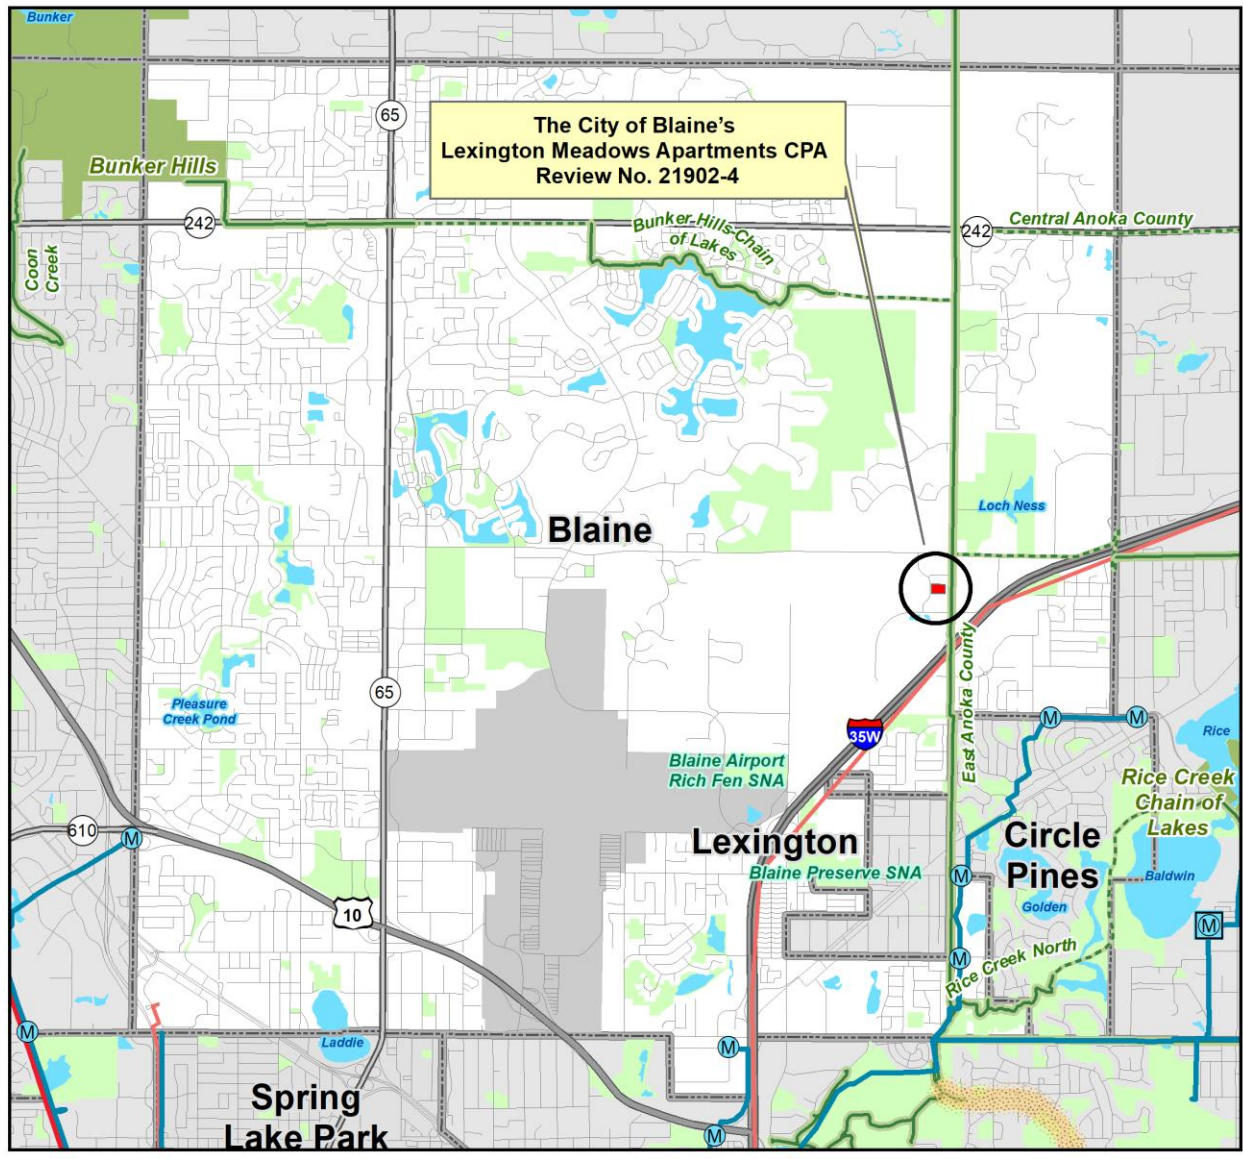 Bunker
65
The City of Blaine's
Lexington Meadows Apartments CPA
Review No. 21902-4
Bunker Hills
242
Bunker Hills-Chain
of Lakes
242
Central Anoka County
Coon
Creek
Loch Ness
Blaine
65
Pleasure
Creek Pond
East Anoka County
35W
M
M
Rice
Blaine Airport
Rich Fen SNA
Rice Creek
Chain of
Lakes
610
M
Lexington
Circle
Pines
Blaine Preserve SNA
M
Baldwin
Golden
10
M
M
Rice Creek North
M
Laddie
M
Spring
Lake Park
M